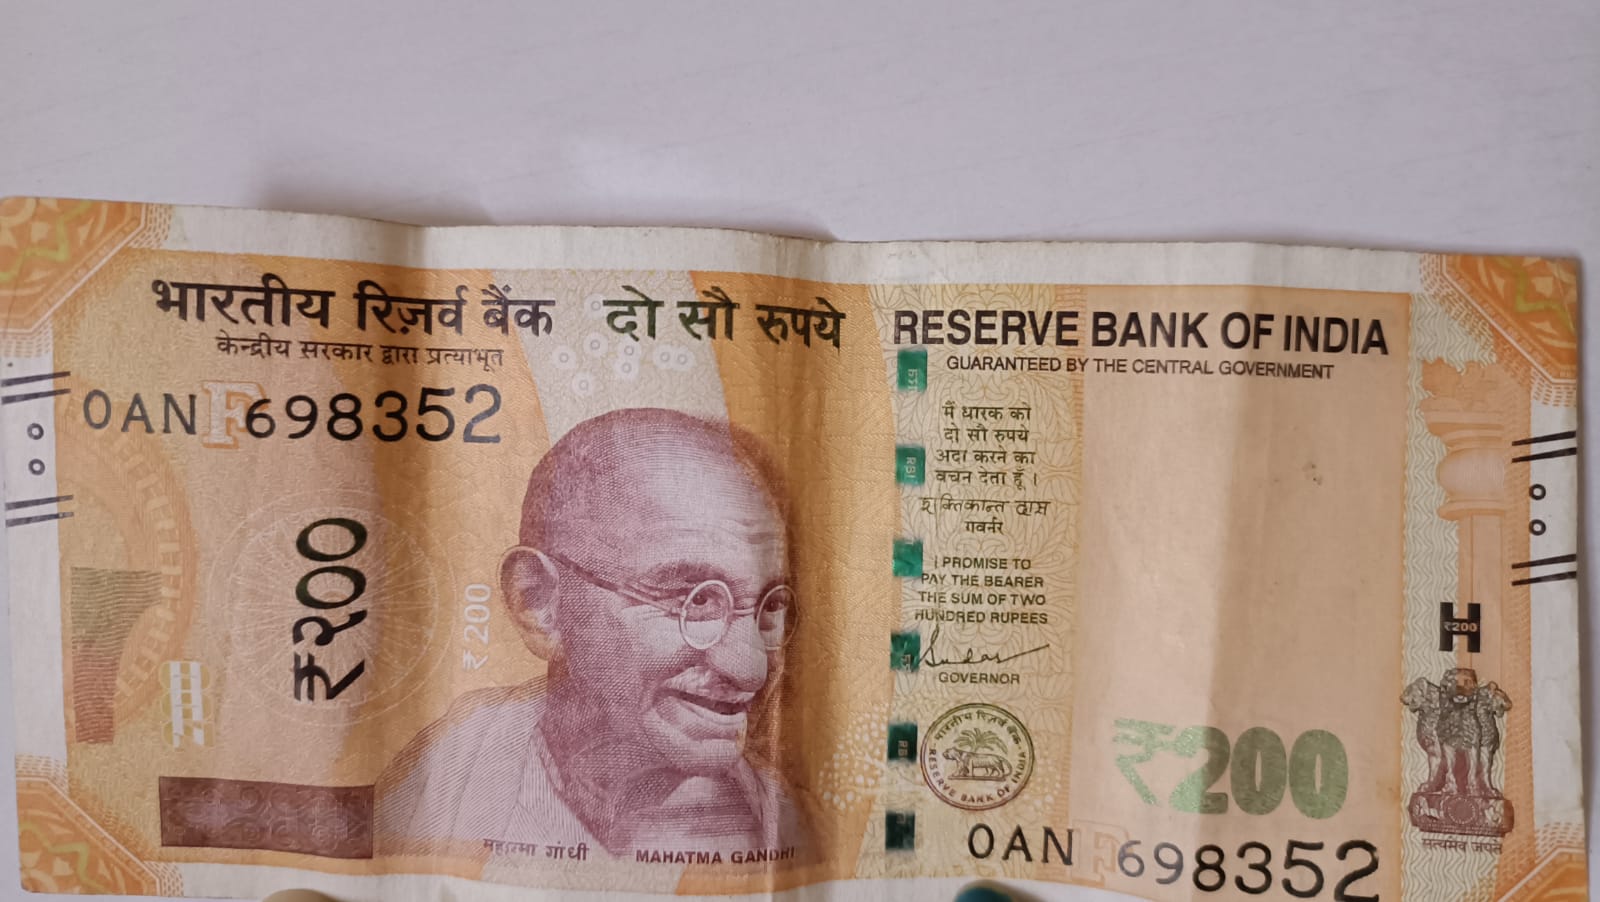 भारतीय रिज़र्व बैंक दो सौ रुपये RESERVE BANK OF INDIA
केन्द्रीय सरकार द्वारा प्रत्याभूत
GUARANTEED BY THE CENTRAL GOVERNMENT
0AN F 698352
₹२००
₹200
मैं धारक को
दो सौ रुपये
अदा करने का
वचन देता हूँ ।
शक्तिकान्त दास
गवर्नर
I PROMISE TO
PAY THE BEARER
THE SUM OF TWO
HUNDRED RUPEES
GOVERNOR
भारतीय रिज़र्व बैंक
RESERVE BANK OF INDIA
H
₹200
₹200
सत्यमेव जयते
महात्मा गांधी MAHATMA GANDHI
0AN F 698352